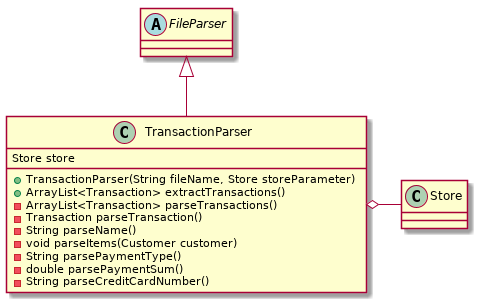 A FileParser
C TransactionParser
Store store
TransactionParser(String fileName, Store storeParameter)
ArrayList<Transaction> extractTransactions()
ArrayList<Transaction> parseTransactions()
Transaction parseTransaction()
String parseName()
void parseItems(Customer customer)
String parsePaymentType()
double parsePaymentSum()
String parseCreditCardNumber()
C Store